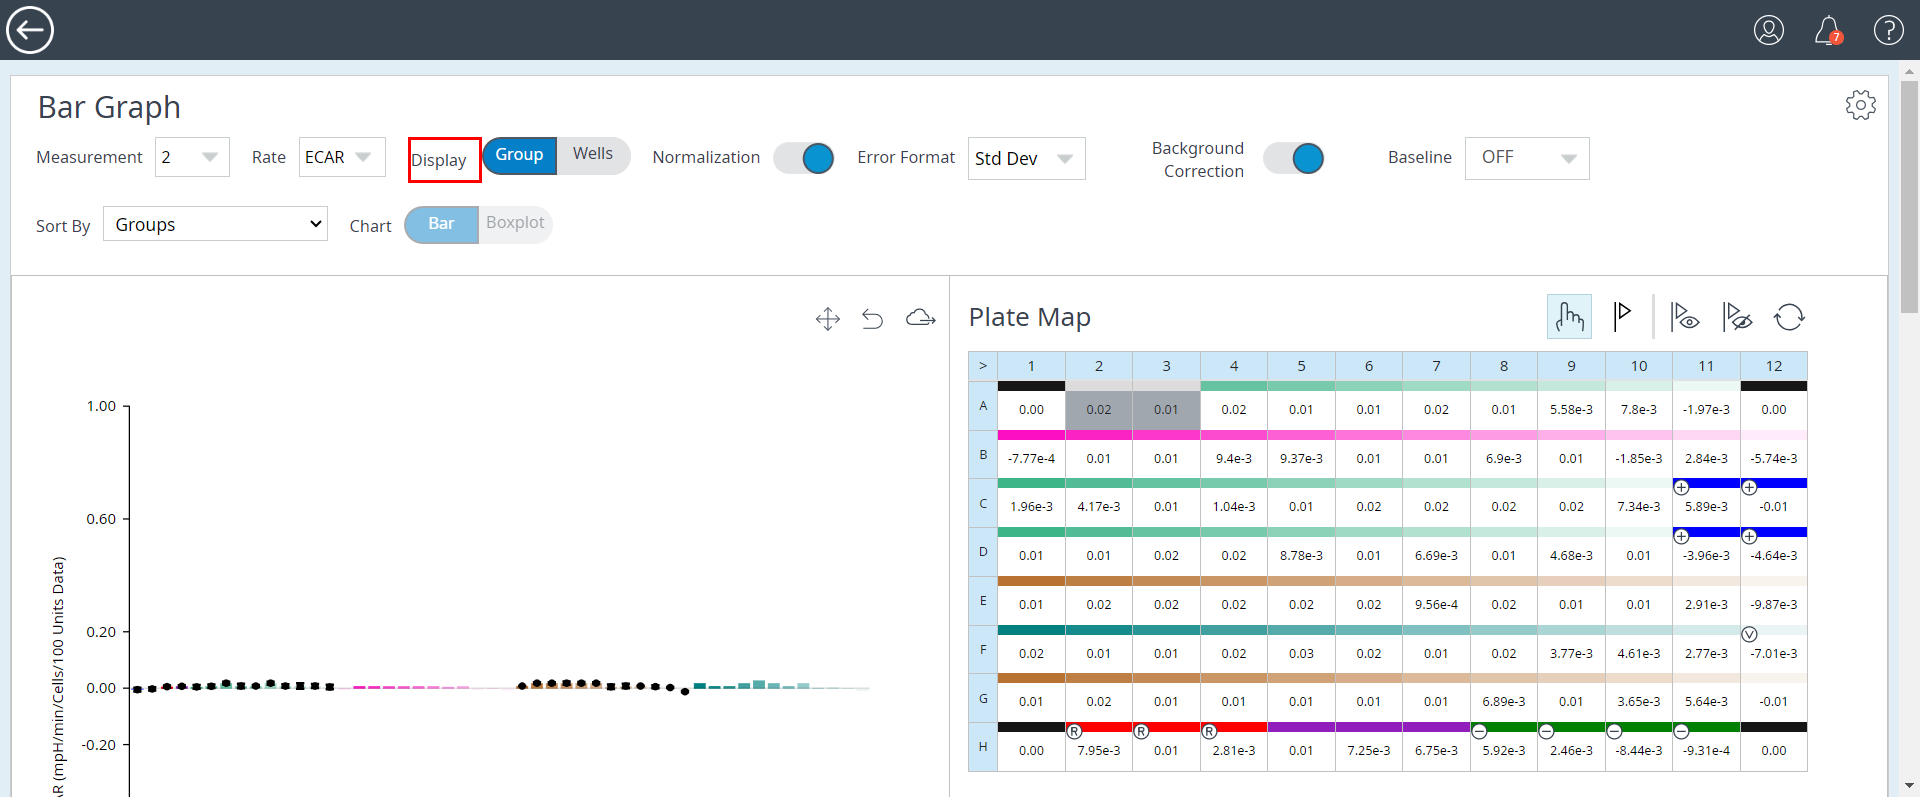 7
Bar Graph
Measurement 2 Rate ECAR Display Group Wells Normalization Error Format Std Dev Background Correction Baseline OFF
Sort By Groups Chart Bar Boxplot
Plate Map
> 1 2 3 4 5 6 7 8 9 10 11 12
A 0.00 0.02 0.01 0.02 0.01 0.01 0.02 0.01 5.58e-3 7.8e-3 -1.97e-3 0.00
B -7.77e-4 0.01 0.01 9.4e-3 9.37e-3 0.01 0.01 6.9e-3 0.01 -1.85e-3 2.84e-3 -5.74e-3
C 1.96e-3 4.17e-3 0.01 1.04e-3 0.01 0.02 0.02 0.02 0.02 7.34e-3 5.89e-3 -0.01
D 0.01 0.01 0.02 0.02 8.78e-3 0.01 6.69e-3 0.01 4.68e-3 0.01 -3.96e-3 -4.64e-3
E 0.01 0.02 0.02 0.02 0.02 0.02 9.56e-4 0.02 0.01 0.01 2.91e-3 -9.87e-3
V
F 0.02 0.01 0.01 0.02 0.03 0.02 0.01 0.02 3.77e-3 4.61e-3 2.77e-3 -7.01e-3
G 0.01 0.02 0.01 0.01 0.01 0.01 0.01 6.89e-3 0.01 3.65e-3 5.64e-3 -0.01
R R R
H 0.00 7.95e-3 0.01 2.81e-3 0.01 7.25e-3 6.75e-3 5.92e-3 2.46e-3 -8.44e-3 -9.31e-4 0.00
1.00
0.60
0.20
0.00
-0.20
AR (mpH/min/Cells/100 Units Data)